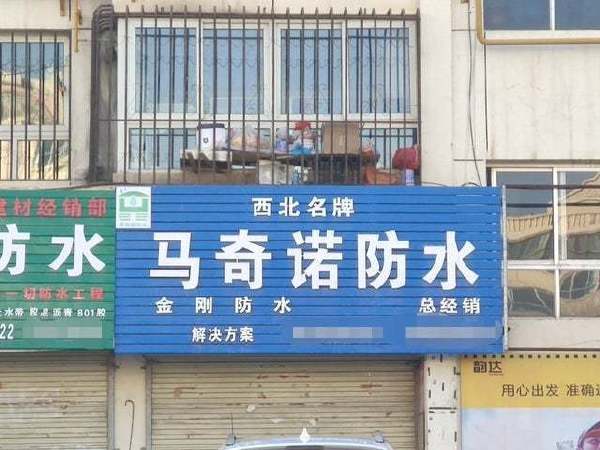 建材经销部
防水
一切防水工程
止水带 胶泥 沥青 801胶
22
西北名牌
马奇诺防水
金刚防水 总经销
解决方案
韵达
用心出发 准确